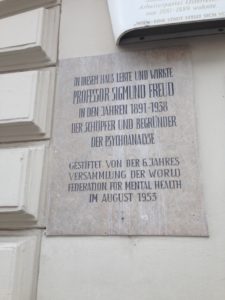 IN DIESEM HAUS LEBTE UND WIRKTE
PROFESSOR SIGMUND FREUD
IN DEN JAHREN 1891-1938
DER SCHÖPFER UND BEGRÜNDER
DER PSYCHOANALYSE
GESTIFTET VON DER 6. JAHRES
VERSAMMLUNG DER WORLD
FEDERATION FOR MENTAL HEALTH
IM AUGUST 1953